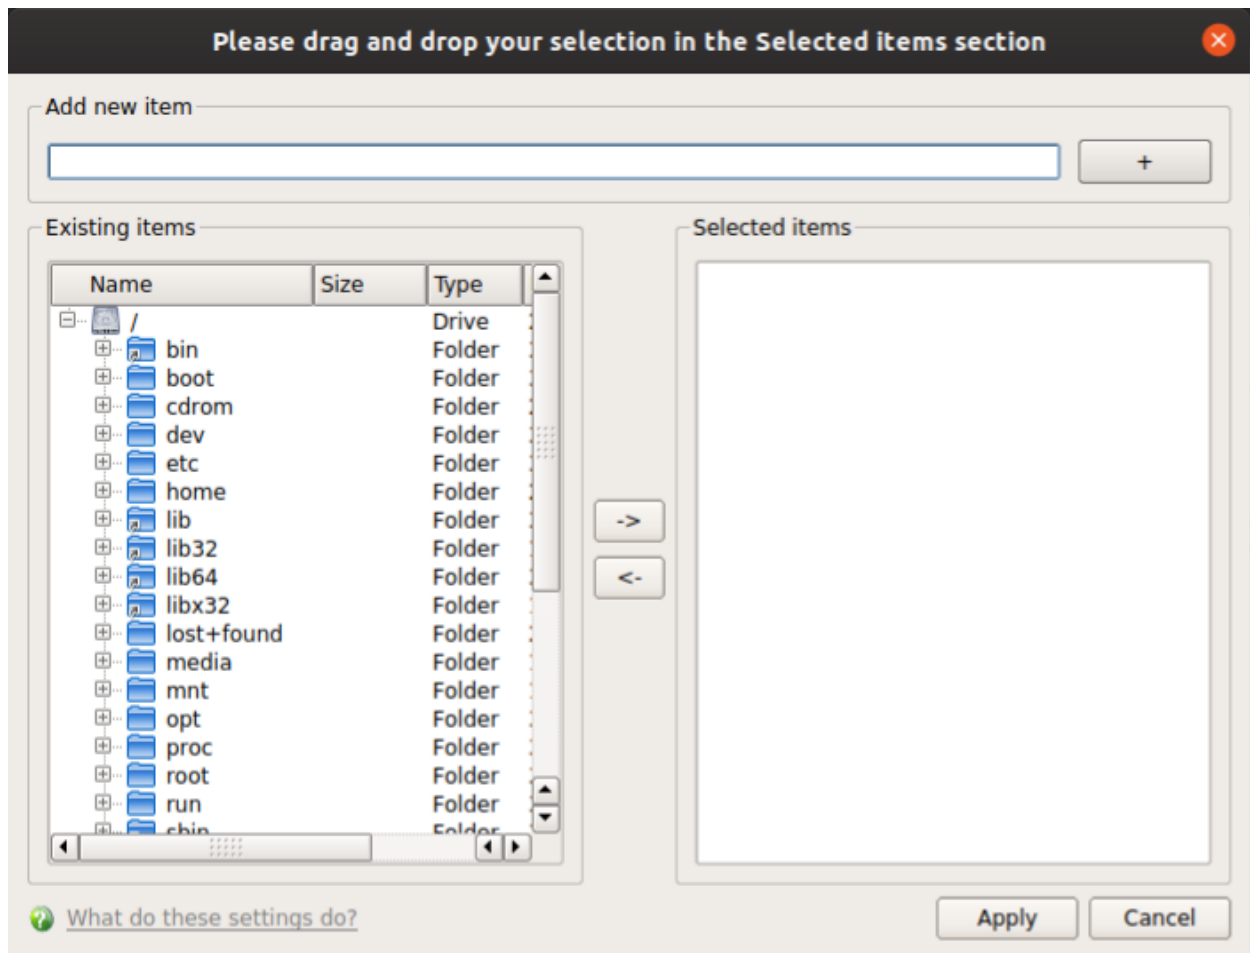 Please drag and drop your selection in the Selected items section
Add new item
+
Existing items
Selected items
Name Size Type
/ Drive
bin Folder
boot Folder
cdrom Folder
dev Folder
etc Folder
home Folder
lib Folder
->
lib32 Folder
lib64 Folder
<-
libx32 Folder
lost+found Folder
media Folder
mnt Folder
opt Folder
proc Folder
root Folder
run Folder
sbin Folder
What do these settings do?
Apply Cancel